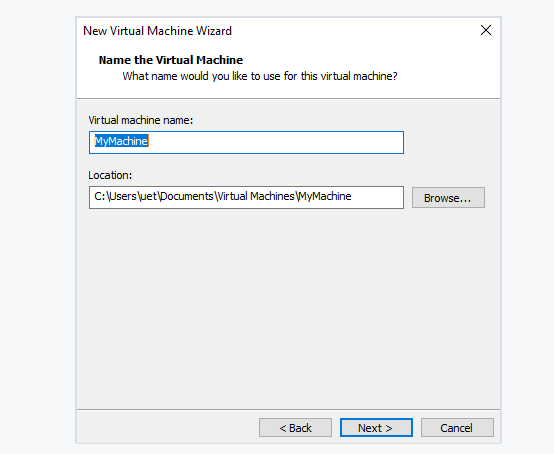 New Virtual Machine Wizard
Name the Virtual Machine
What name would you like to use for this virtual machine?
Virtual machine name:
MyMachine
Location:
C:\Users\uet\Documents\Virtual Machines\MyMachine
Browse...
< Back
Next >
Cancel